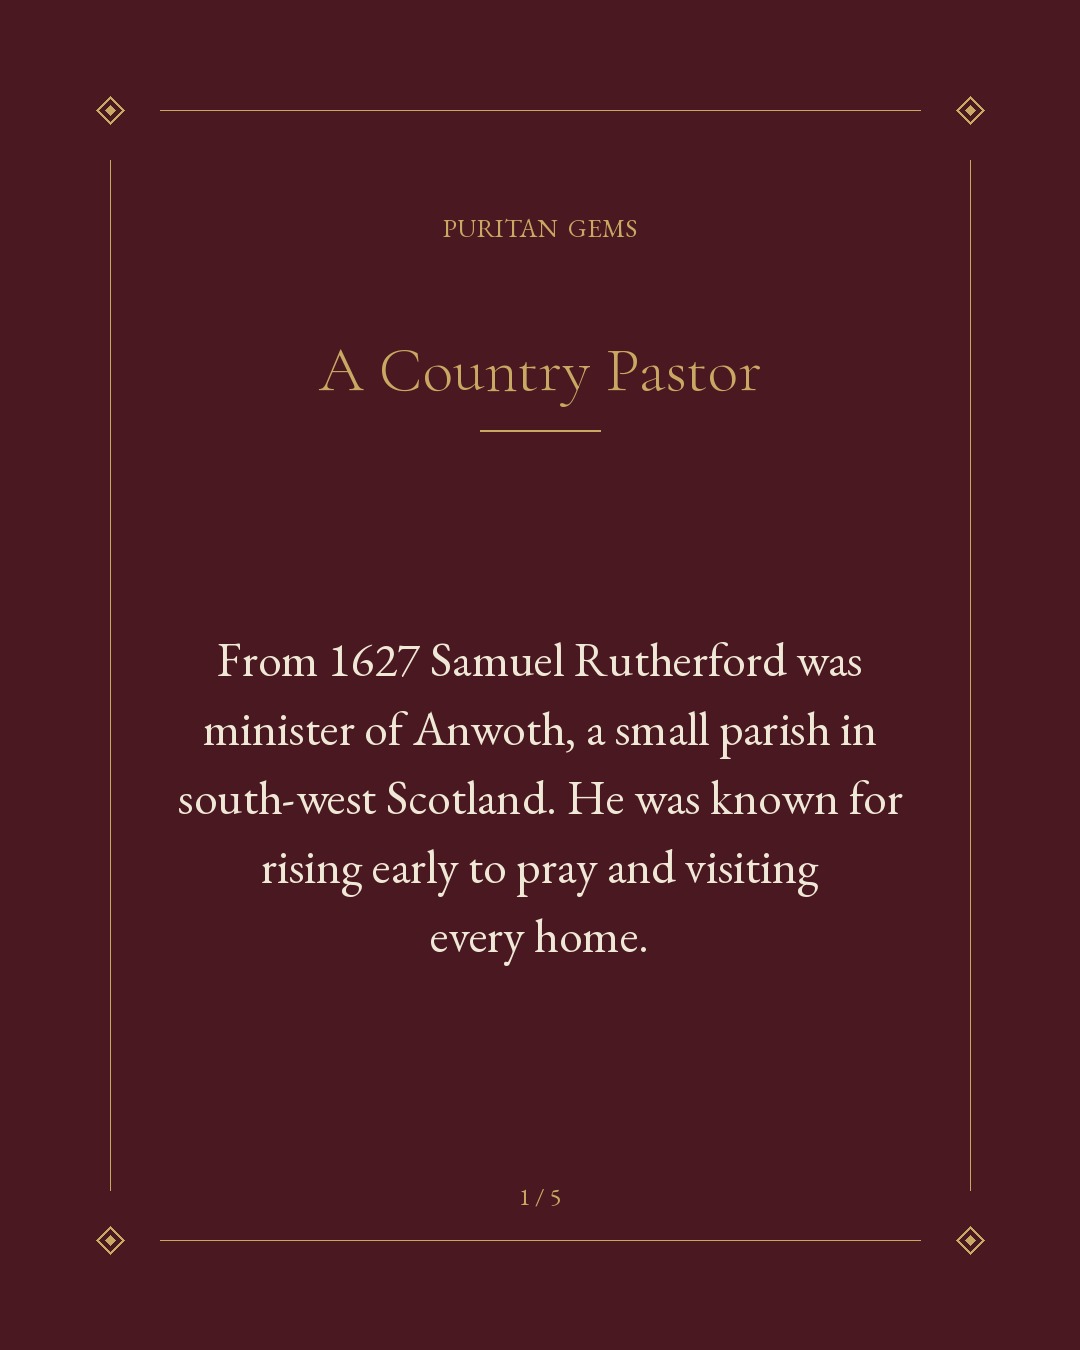 PURITAN GEMS
A Country Pastor
From 1627 Samuel Rutherford was
minister of Anwoth, a small parish in
south-west Scotland. He was known for
rising early to pray and visiting
every home.
1 / 5